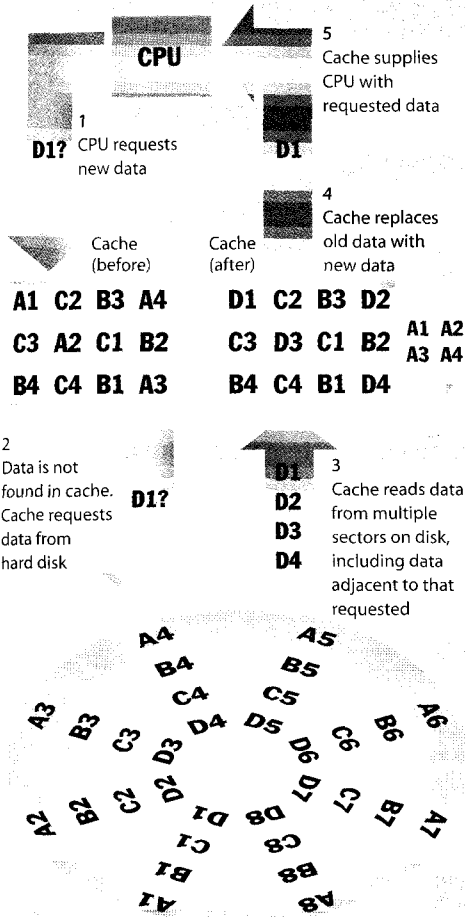 CPU
5
Cache supplies
CPU with
requested data
1
CPU requests
new data
D1?
D1
4
Cache replaces
old data with
new data
Cache
(before)
Cache
(after)
A1 C2 B3 A4
C3 A2 C1 B2
B4 C4 B1 A3
D1 C2 B3 D2
C3 D3 C1 B2
B4 C4 B1 D4
A1 A2
A3 A4
2
Data is not
found in cache.
Cache requests
data from
hard disk
D1?
D1
D2
D3
D4
3
Cache reads data
from multiple
sectors on disk,
including data
adjacent to that
requested
A4 A5
B4 B5
C4 C5
D4 D5
A3 B3 C3 D3
D6 C6 B6 A6
A2 B2 C2 D2
D7 C7 B7 A7
D1 D8
C1 C8
B1 B8
A1 A8